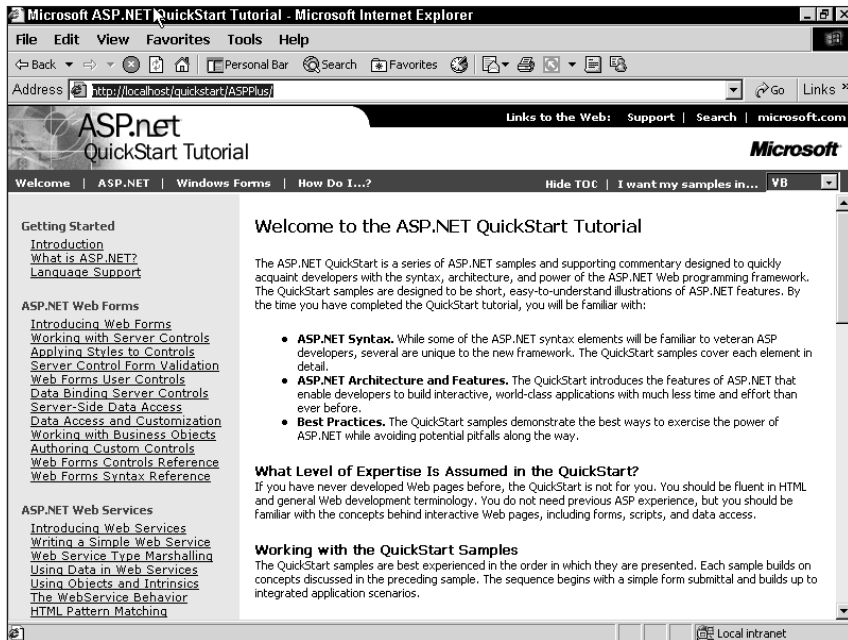 Microsoft ASP.NET QuickStart Tutorial - Microsoft Internet Explorer
File Edit View Favorites Tools Help
Back Personal Bar Search Favorites
Address http://localhost/quickstart/ASPPlus/ Go Links »
ASP.net
QuickStart Tutorial
Links to the Web: Support | Search | microsoft.com
Microsoft
Welcome | ASP.NET | Windows Forms | How Do I...? Hide TOC | I want my samples in... VB
Getting Started
Introduction
What is ASP.NET?
Language Support
ASP.NET Web Forms
Introducing Web Forms
Working with Server Controls
Applying Styles to Controls
Server Control Form Validation
Web Forms User Controls
Data Binding Server Controls
Server-Side Data Access
Data Access and Customization
Working with Business Objects
Authoring Custom Controls
Web Forms Controls Reference
Web Forms Syntax Reference
ASP.NET Web Services
Introducing Web Services
Writing a Simple Web Service
Web Service Type Marshalling
Using Data in Web Services
Using Objects and Intrinsics
The WebService Behavior
HTML Pattern Matching
Welcome to the ASP.NET QuickStart Tutorial
The ASP.NET QuickStart is a series of ASP.NET samples and supporting commentary designed to quickly
acquaint developers with the syntax, architecture, and power of the ASP.NET Web programming framework.
The QuickStart samples are designed to be short, easy-to-understand illustrations of ASP.NET features. By
the time you have completed the QuickStart tutorial, you will be familiar with:
• ASP.NET Syntax. While some of the ASP.NET syntax elements will be familiar to veteran ASP
developers, several are unique to the new framework. The QuickStart samples cover each element in
detail.
• ASP.NET Architecture and Features. The QuickStart introduces the features of ASP.NET that
enable developers to build interactive, world-class applications with much less time and effort than
ever before.
• Best Practices. The QuickStart samples demonstrate the best ways to exercise the power of
ASP.NET while avoiding potential pitfalls along the way.
What Level of Expertise Is Assumed in the QuickStart?
If you have never developed Web pages before, the QuickStart is not for you. You should be fluent in HTML
and general Web development terminology. You do not need previous ASP experience, but you should be
familiar with the concepts behind interactive Web pages, including forms, scripts, and data access.
Working with the QuickStart Samples
The QuickStart samples are best experienced in the order in which they are presented. Each sample builds on
concepts discussed in the preceding sample. The sequence begins with a simple form submittal and builds up to
integrated application scenarios.
Local intranet